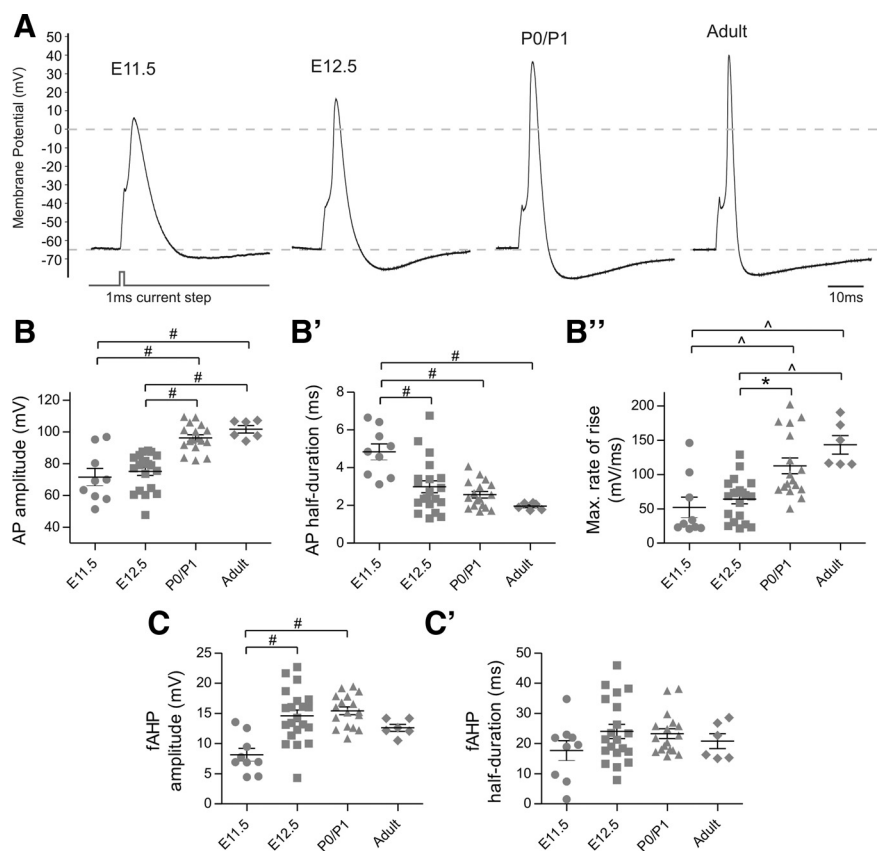 A
50
40
30
20
10
0
-10
-20
-30
-40
-50
-60
-70
Membrane Potential (mV)
E11.5
E12.5
P0/P1
Adult
1ms current step
10ms
B
#
#
#
#
120
100
80
60
40
AP amplitude (mV)
E11.5
E12.5
P0/P1
Adult
B’
#
#
#
8
6
4
2
0
AP half-duration (ms)
E11.5
E12.5
P0/P1
Adult
B’’
^
^
^
*
200
150
100
50
0
Max. rate of rise
(mV/ms)
E11.5
E12.5
P0/P1
Adult
C
#
#
25
20
15
10
5
0
fAHP
amplitude (mV)
E11.5
E12.5
P0/P1
Adult
C’
50
40
30
20
10
0
fAHP
half-duration (ms)
E11.5
E12.5
P0/P1
Adult